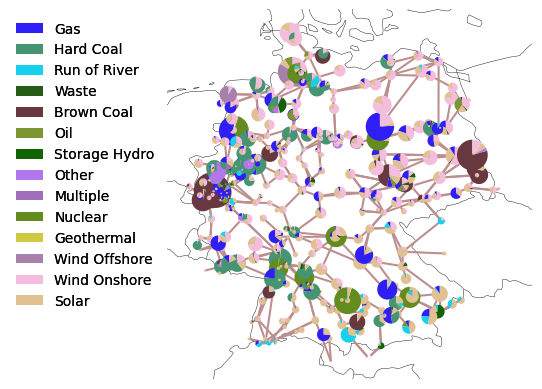 Gas
Hard Coal
Run of River
Waste
Brown Coal
Oil
Storage Hydro
Other
Multiple
Nuclear
Geothermal
Wind Offshore
Wind Onshore
Solar